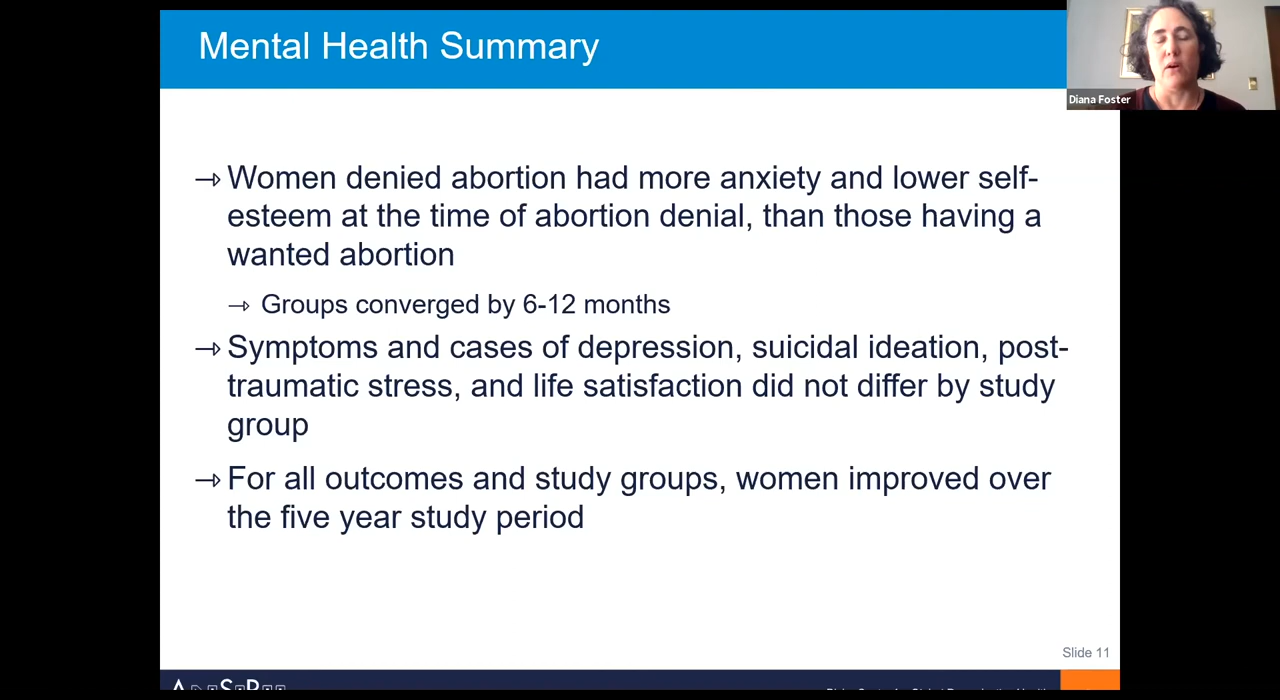 Mental Health Summary
Diana Foster
Women denied abortion had more anxiety and lower self-
esteem at the time of abortion denial, than those having a
wanted abortion
Groups converged by 6-12 months
Symptoms and cases of depression, suicidal ideation, post-
traumatic stress, and life satisfaction did not differ by study
group
For all outcomes and study groups, women improved over
the five year study period
Slide 11